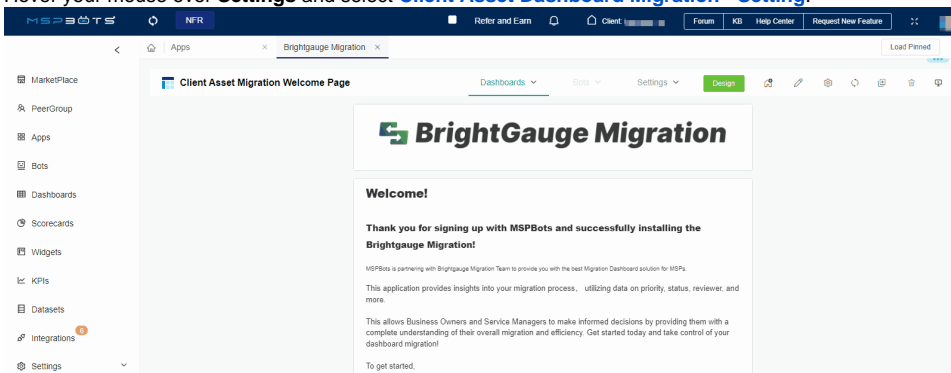 Hover your mouse over Settings and select Client Asset Dashboard Migration - Setting.
MSPBOTS
NFR
Refer and Earn
Client:
Forum
KB
Help Center
Request New Feature
Apps
Brightgauge Migration
Load Pinned
MarketPlace
PeerGroup
Apps
Bots
Dashboards
Scorecards
Widgets
KPIs
Datasets
Integrations
6
Settings
Client Asset Migration Welcome Page
Dashboards
Bots
Settings
Design
BrightGauge Migration
Welcome!
Thank you for signing up with MSPBots and successfully installing the
Brightgauge Migration!
MSPBots is partnering with Brightgauge Migration Team to provide you with the best Migration Dashboard solution for MSPs.
This application provides insights into your migration process, utilizing data on priority, status, reviewer, and
more.
This allows Business Owners and Service Managers to make informed decisions by providing them with a
complete understanding of their overall migration and efficiency. Get started today and take control of your
dashboard migration!
To get started,